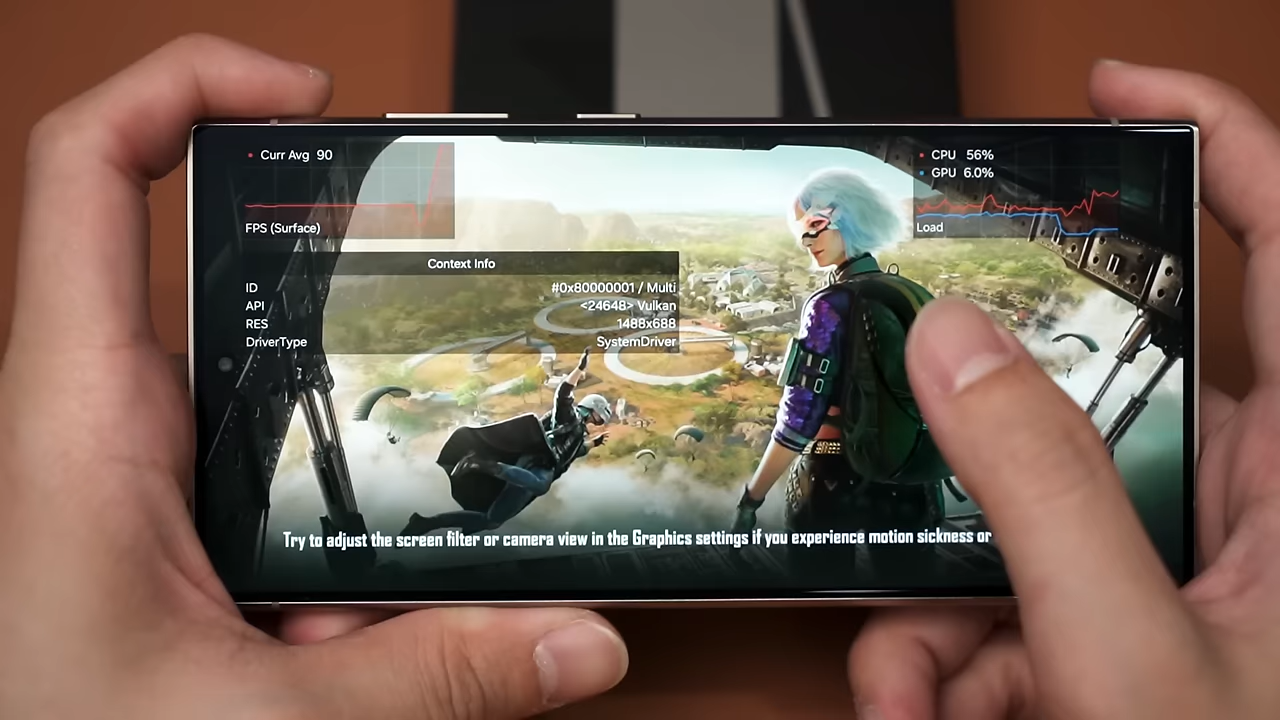 Curr Avg 90
FPS (Surface)
CPU 56%
GPU 6.0%
Load
Context Info
ID #0x80000001 / Multi
API <24648> Vulkan
RES 1488x688
DriverType SystemDriver
Try to adjust the screen filter or camera view in the Graphics settings if you experience motion sickness or